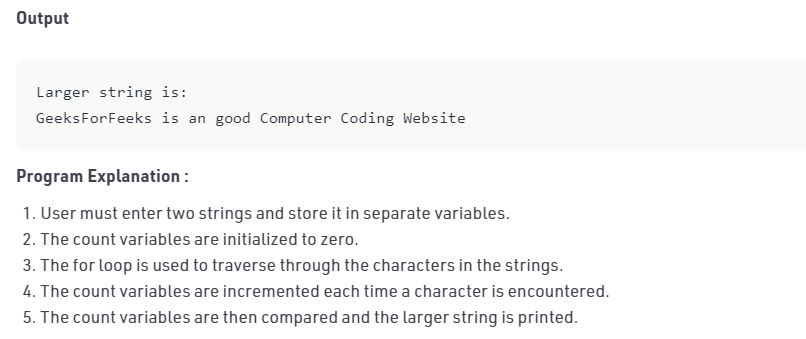 Output
Larger string is:
GeeksForFeeks is an good Computer Coding Website
Program Explanation :
1. User must enter two strings and store it in separate variables.
2. The count variables are initialized to zero.
3. The for loop is used to traverse through the characters in the strings.
4. The count variables are incremented each time a character is encountered.
5. The count variables are then compared and the larger string is printed.